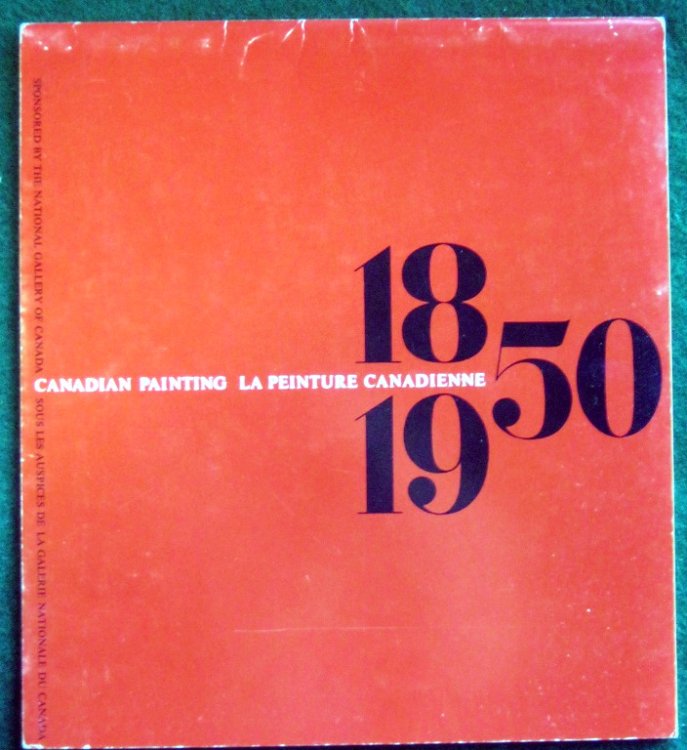 SPONSORED BY THE NATIONAL GALLERY OF CANADA SOUS LES AUSPICES DE LA GALERIE NATIONALE DU CANADA
18
50
CANADIAN PAINTING LA PEINTURE CANADIENNE
19